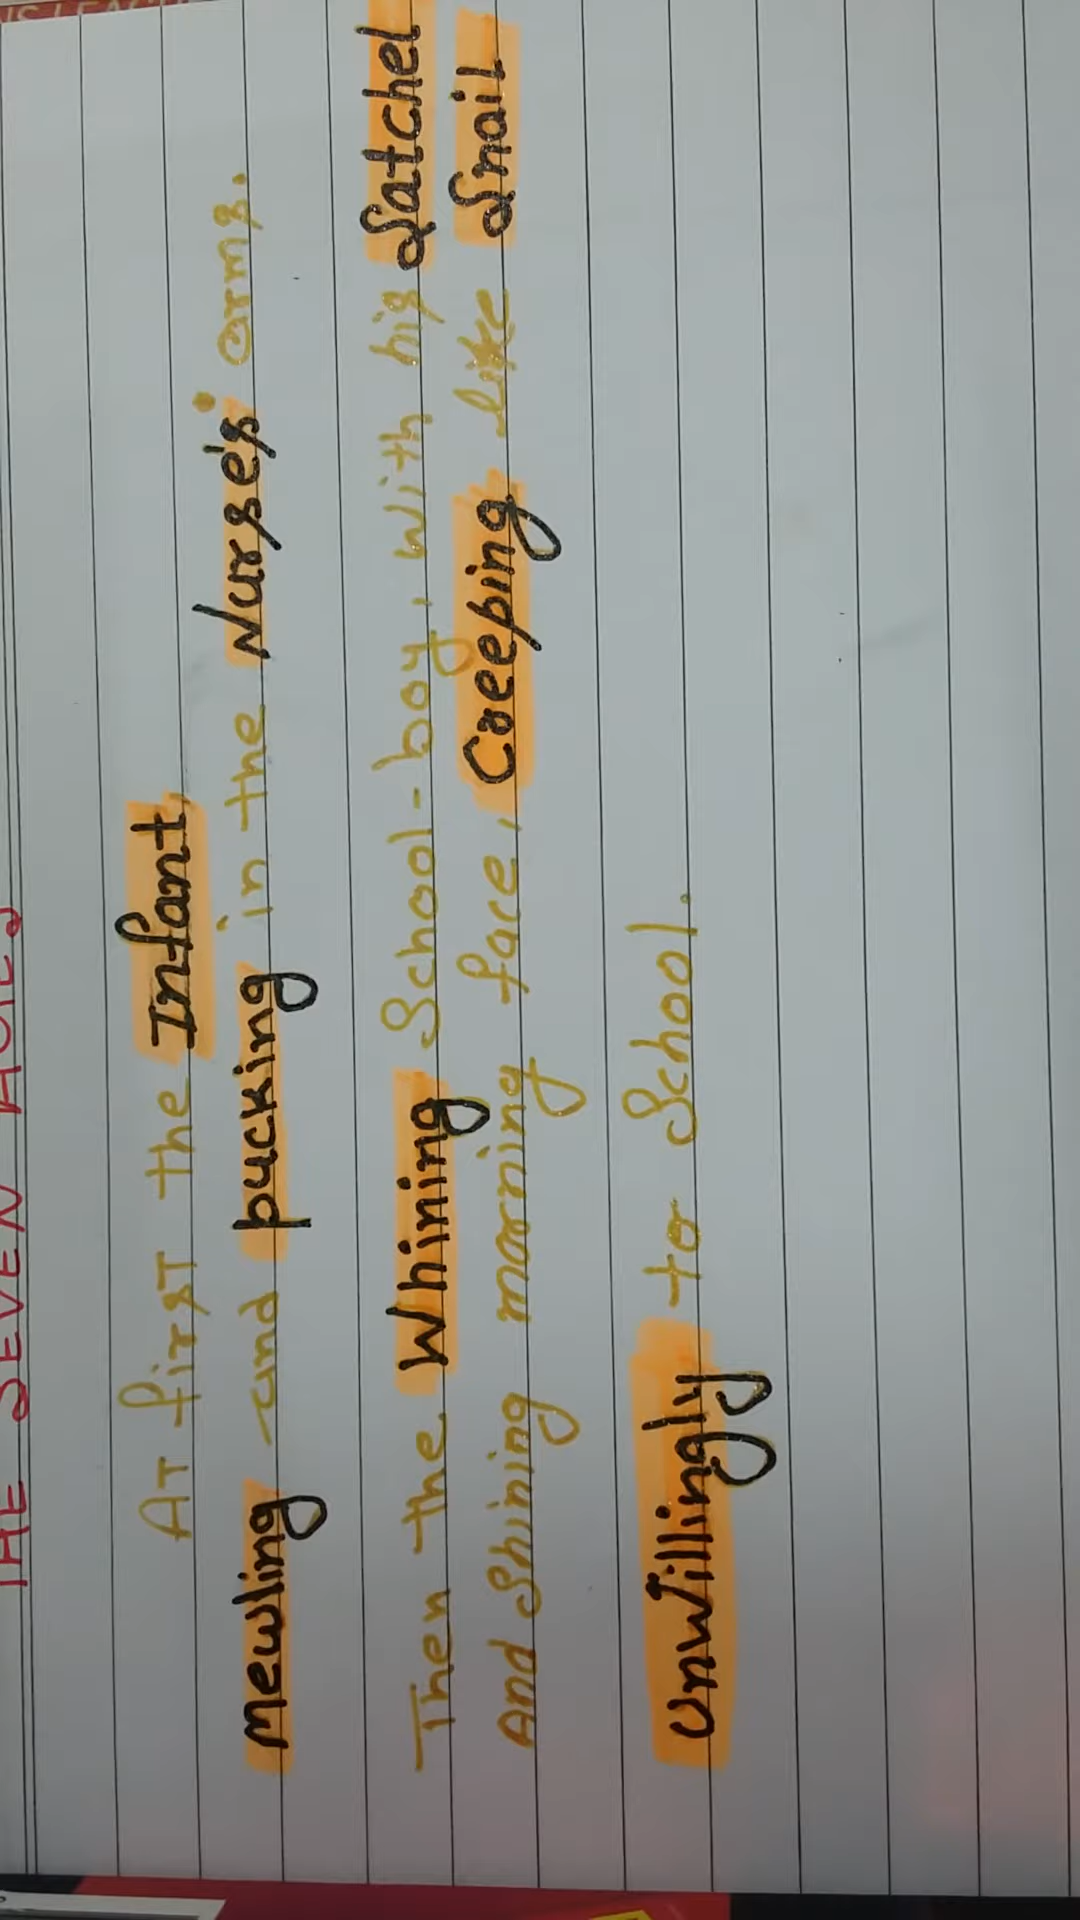 THE SEVEN AGES
At first the Infant,
mewling and pucking in the Nurse's arms.
Then the Whining School-boy, with his Satchel
And Shining morning face, Creeping like Snail
unwillingly to School.